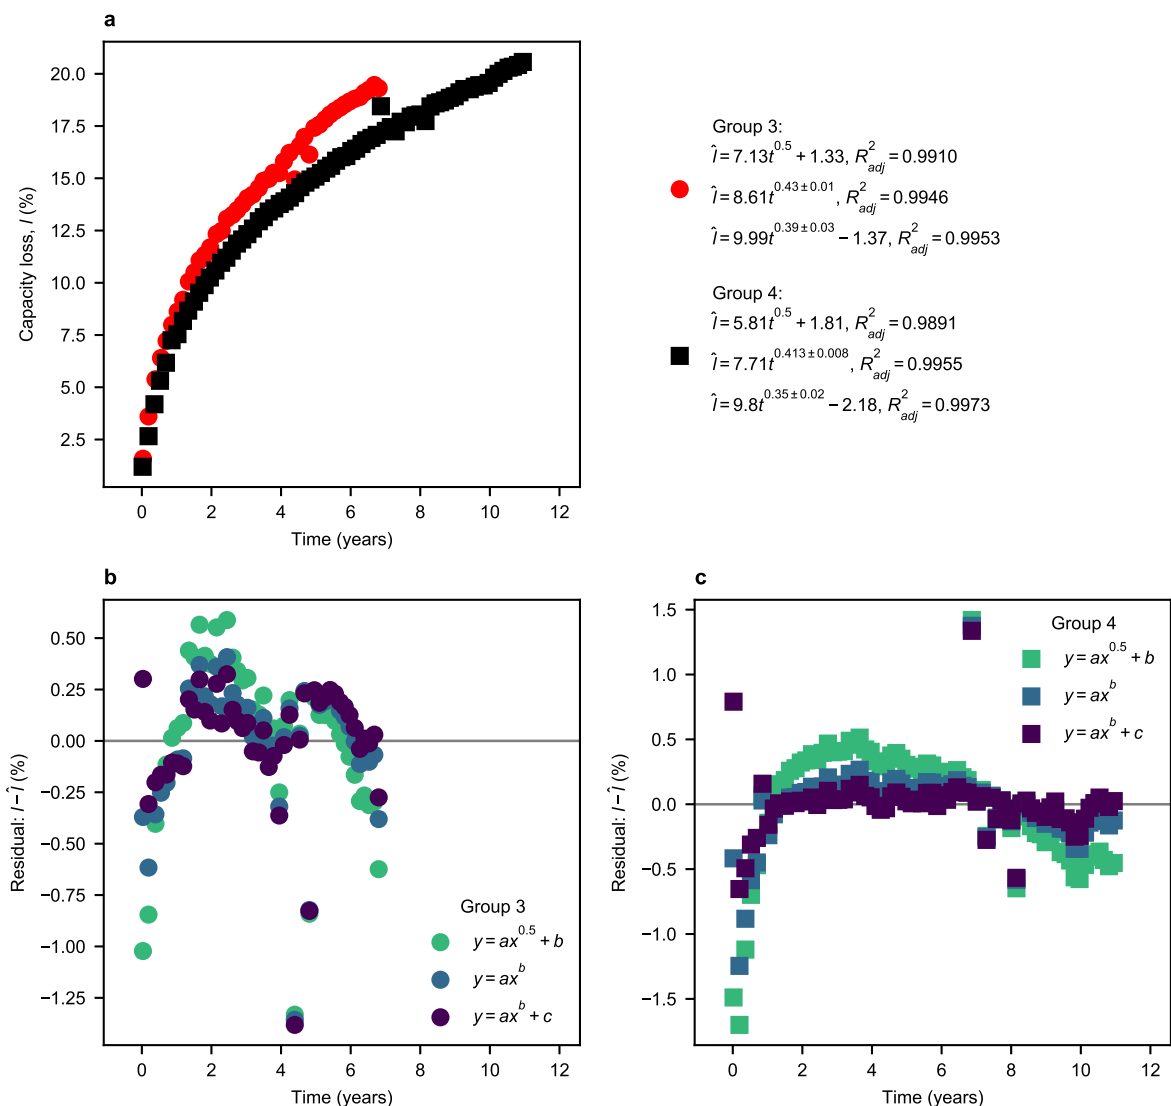 a
20.0
17.5
15.0
12.5
10.0
7.5
5.0
2.5
Capacity loss, l (%)
0 2 4 6 8 10 12
Time (years)
Group 3:
l̂ = 7.13t^0.5 + 1.33, R²adj = 0.9910
l̂ = 8.61t^0.43±0.01, R²adj = 0.9946
l̂ = 9.99t^0.39±0.03 − 1.37, R²adj = 0.9953
Group 4:
l̂ = 5.81t^0.5 + 1.81, R²adj = 0.9891
l̂ = 7.71t^0.413±0.008, R²adj = 0.9955
l̂ = 9.8t^0.35±0.02 − 2.18, R²adj = 0.9973
b
0.50
0.25
0.00
−0.25
−0.50
−0.75
−1.00
−1.25
Residual: l − l̂ (%)
Group 3
y = ax^0.5 + b
y = ax^b
y = ax^b + c
0 2 4 6 8 10 12
Time (years)
c
1.5
1.0
0.5
0.0
−0.5
−1.0
−1.5
Residual: l − l̂ (%)
Group 4
y = ax^0.5 + b
y = ax^b
y = ax^b + c
0 2 4 6 8 10 12
Time (years)